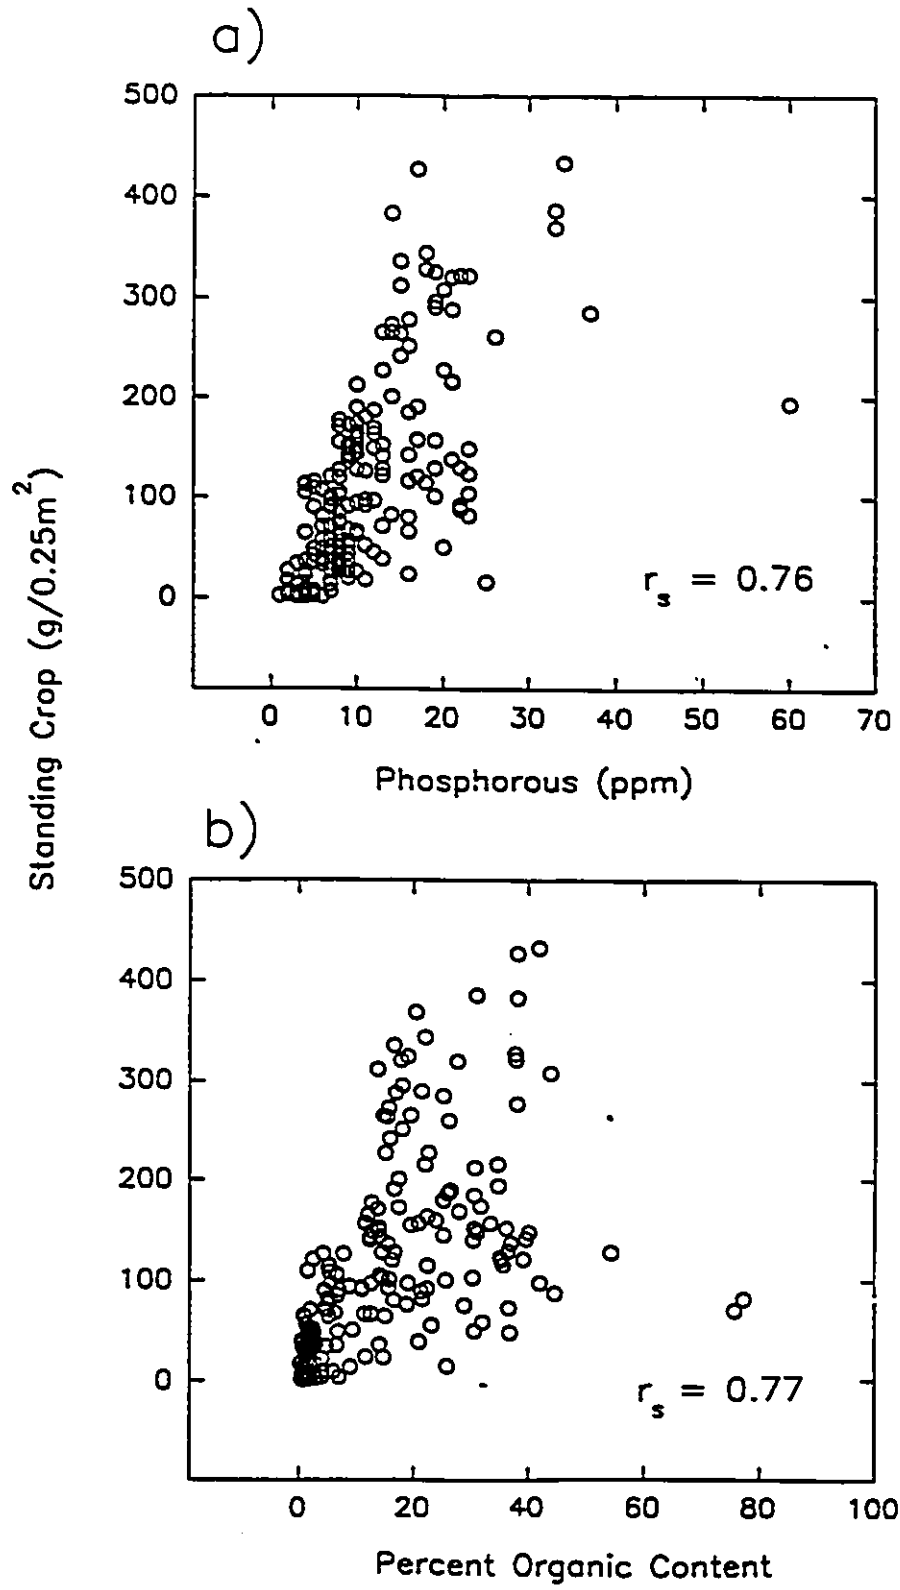 a)
500
400
300
200
100
0
r_s = 0.76
0 10 20 30 40 50 60 70
Phosphorous (ppm)
Standing Crop (g/0.25m²)
b)
500
400
300
200
100
0
r_s = 0.77
0 20 40 60 80 100
Percent Organic Content